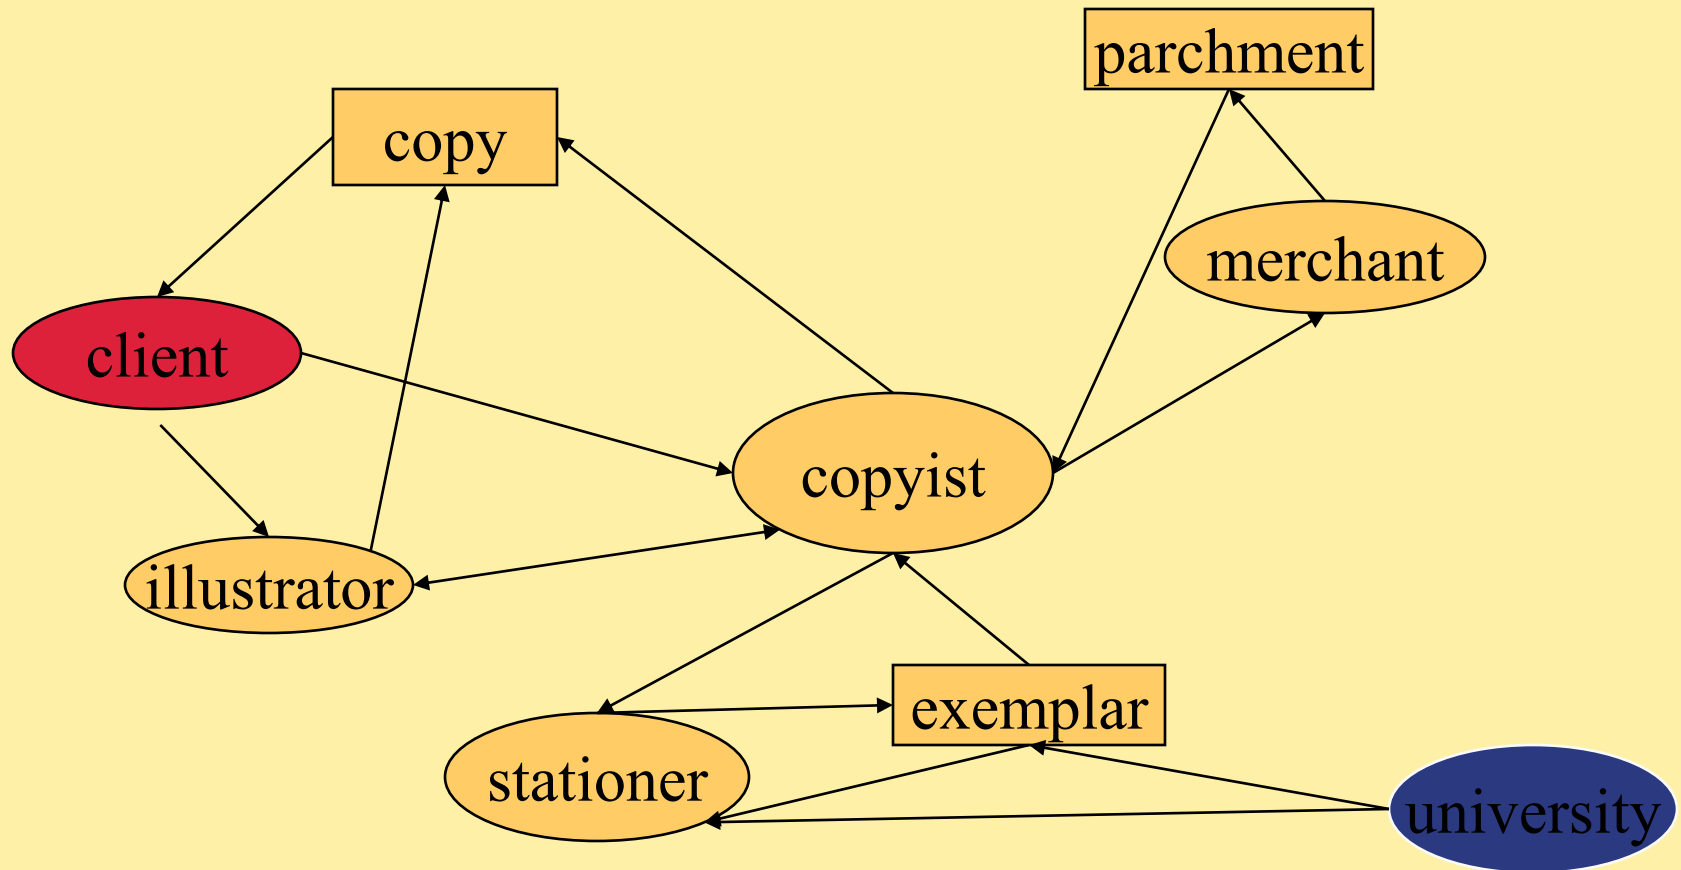 parchment
copy
merchant
client
copyist
illustrator
exemplar
stationer
university